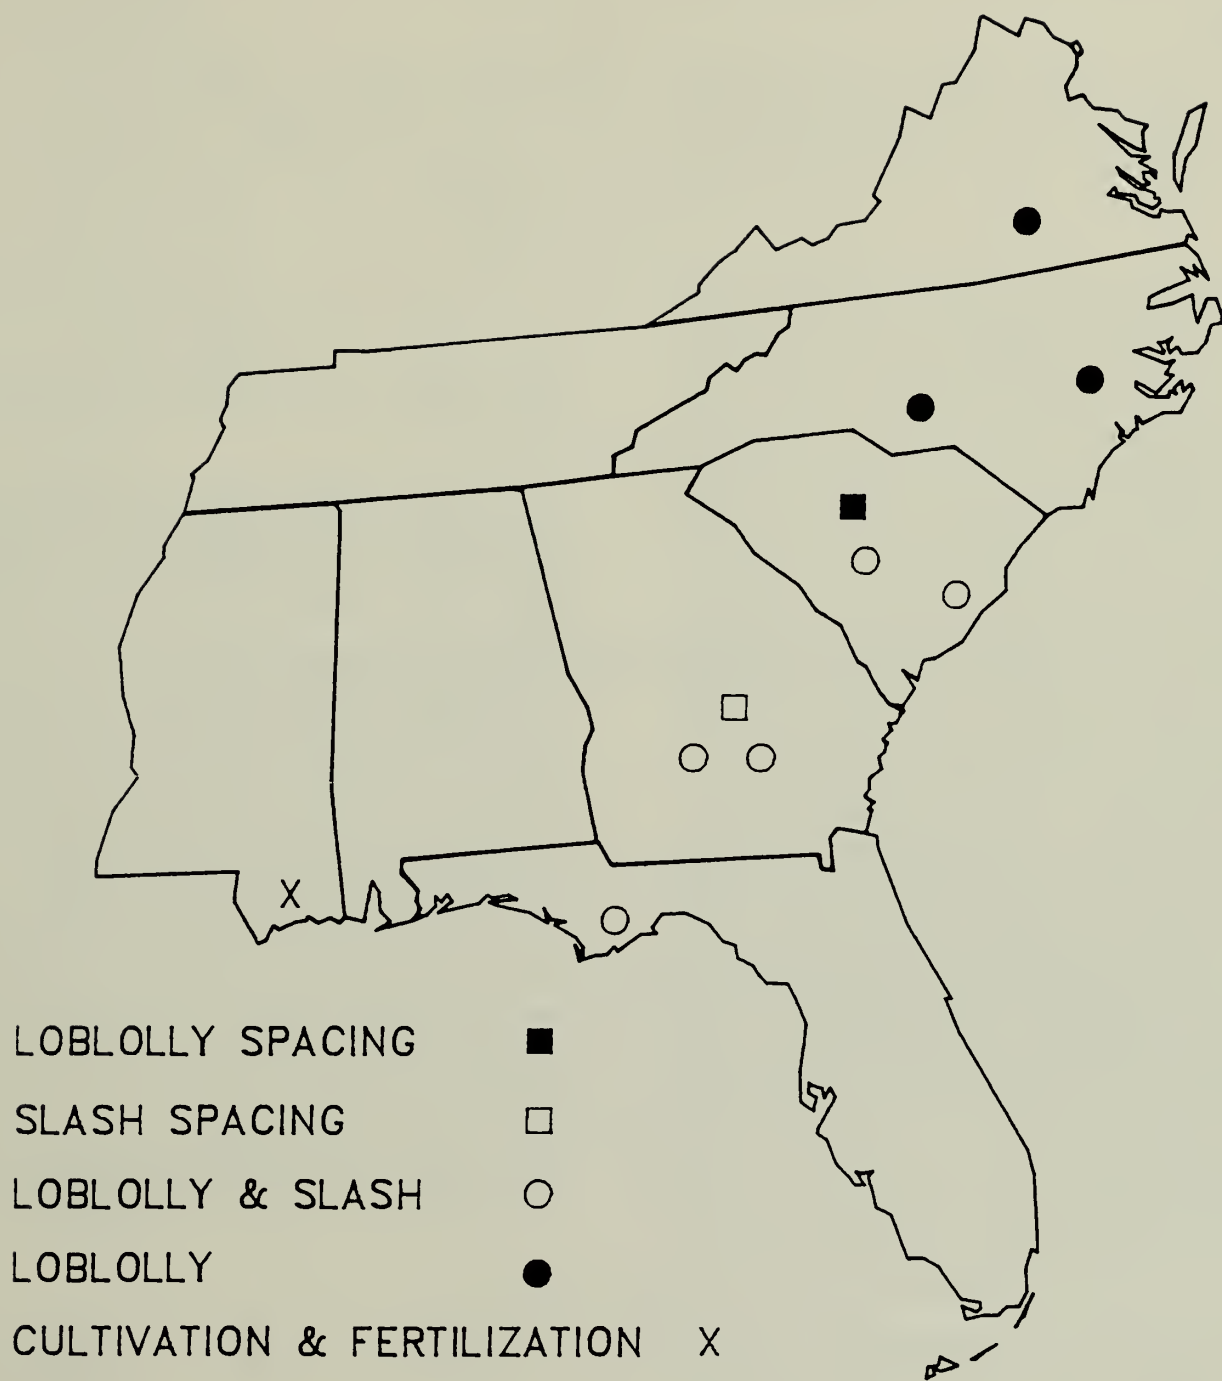 X
LOBLOLLY SPACING
SLASH SPACING
LOBLOLLY & SLASH
LOBLOLLY
CULTIVATION & FERTILIZATION X